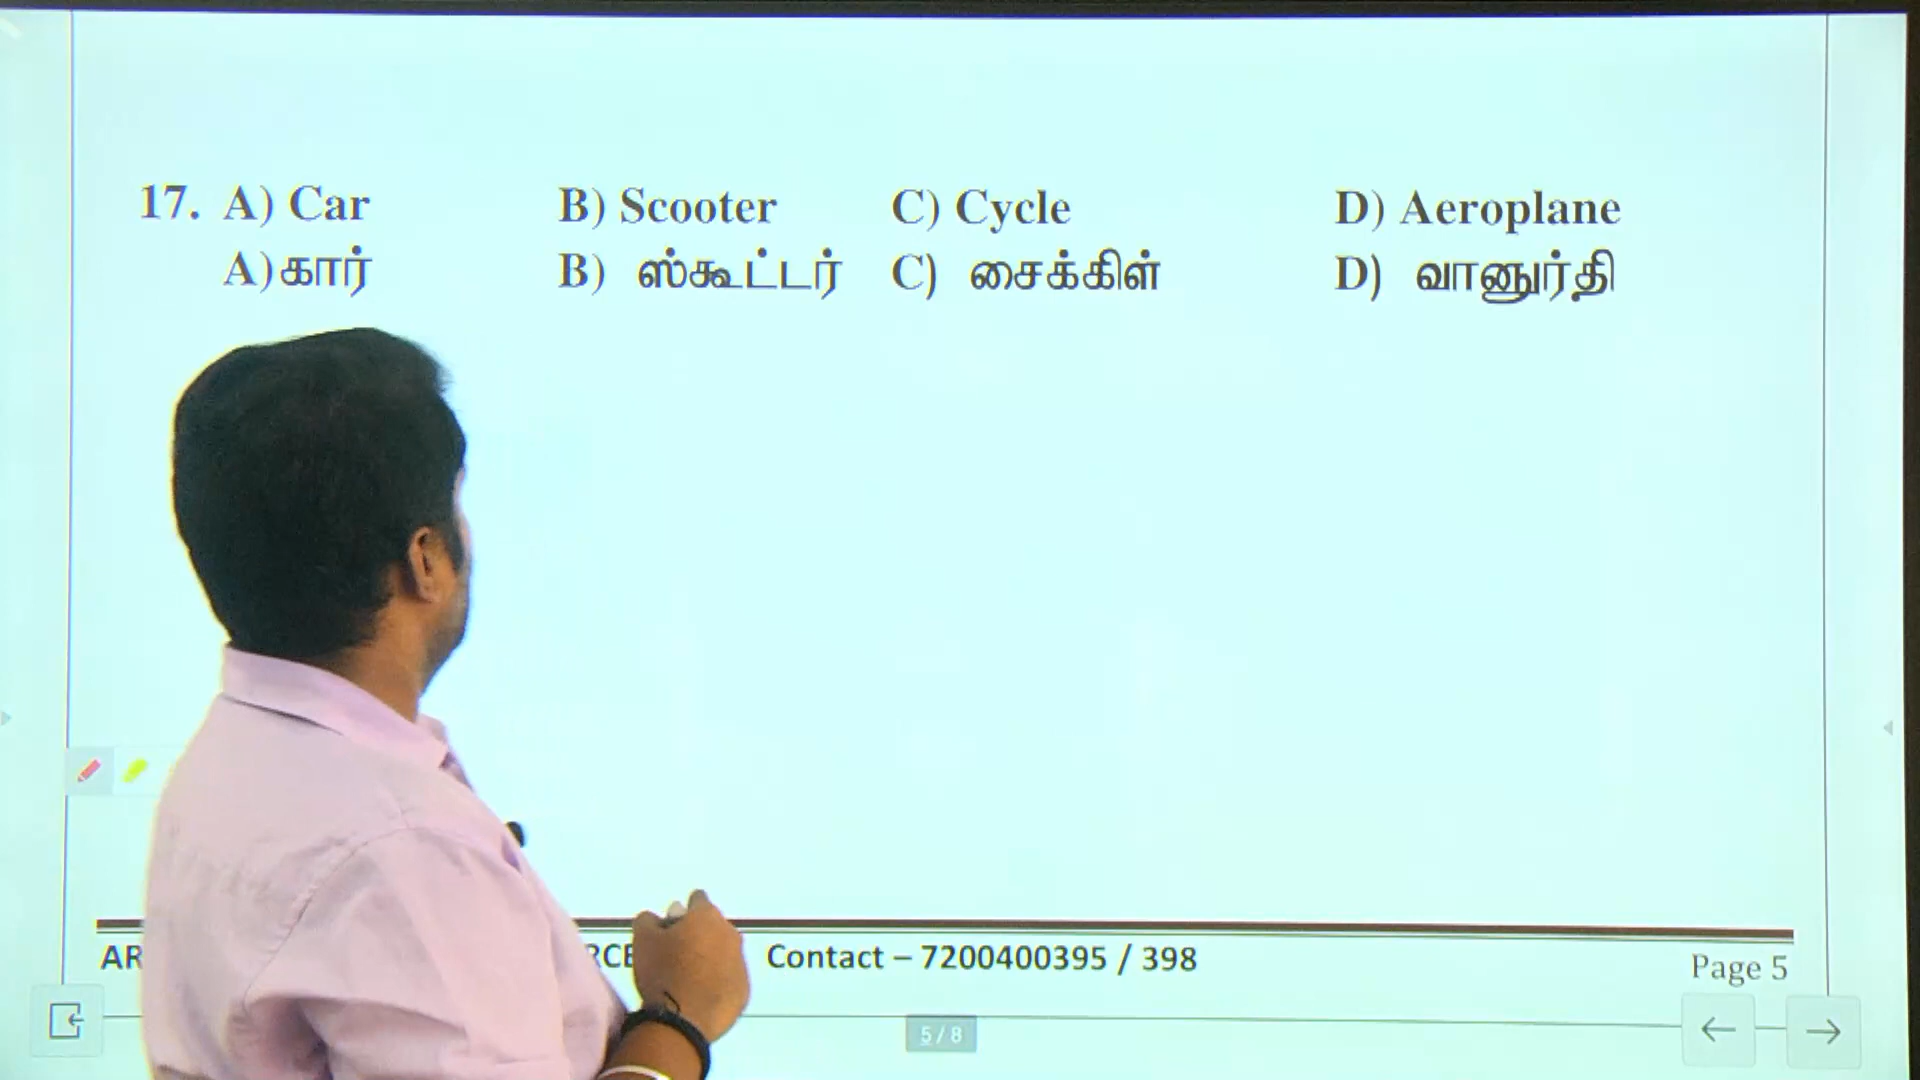 17. A) Car B) Scooter C) Cycle D) Aeroplane
A) கார் B) ஸ்கூட்டர் C) சைக்கிள் D) வானுர்தி
Contact – 7200400395 / 398
Page 5
5 / 8